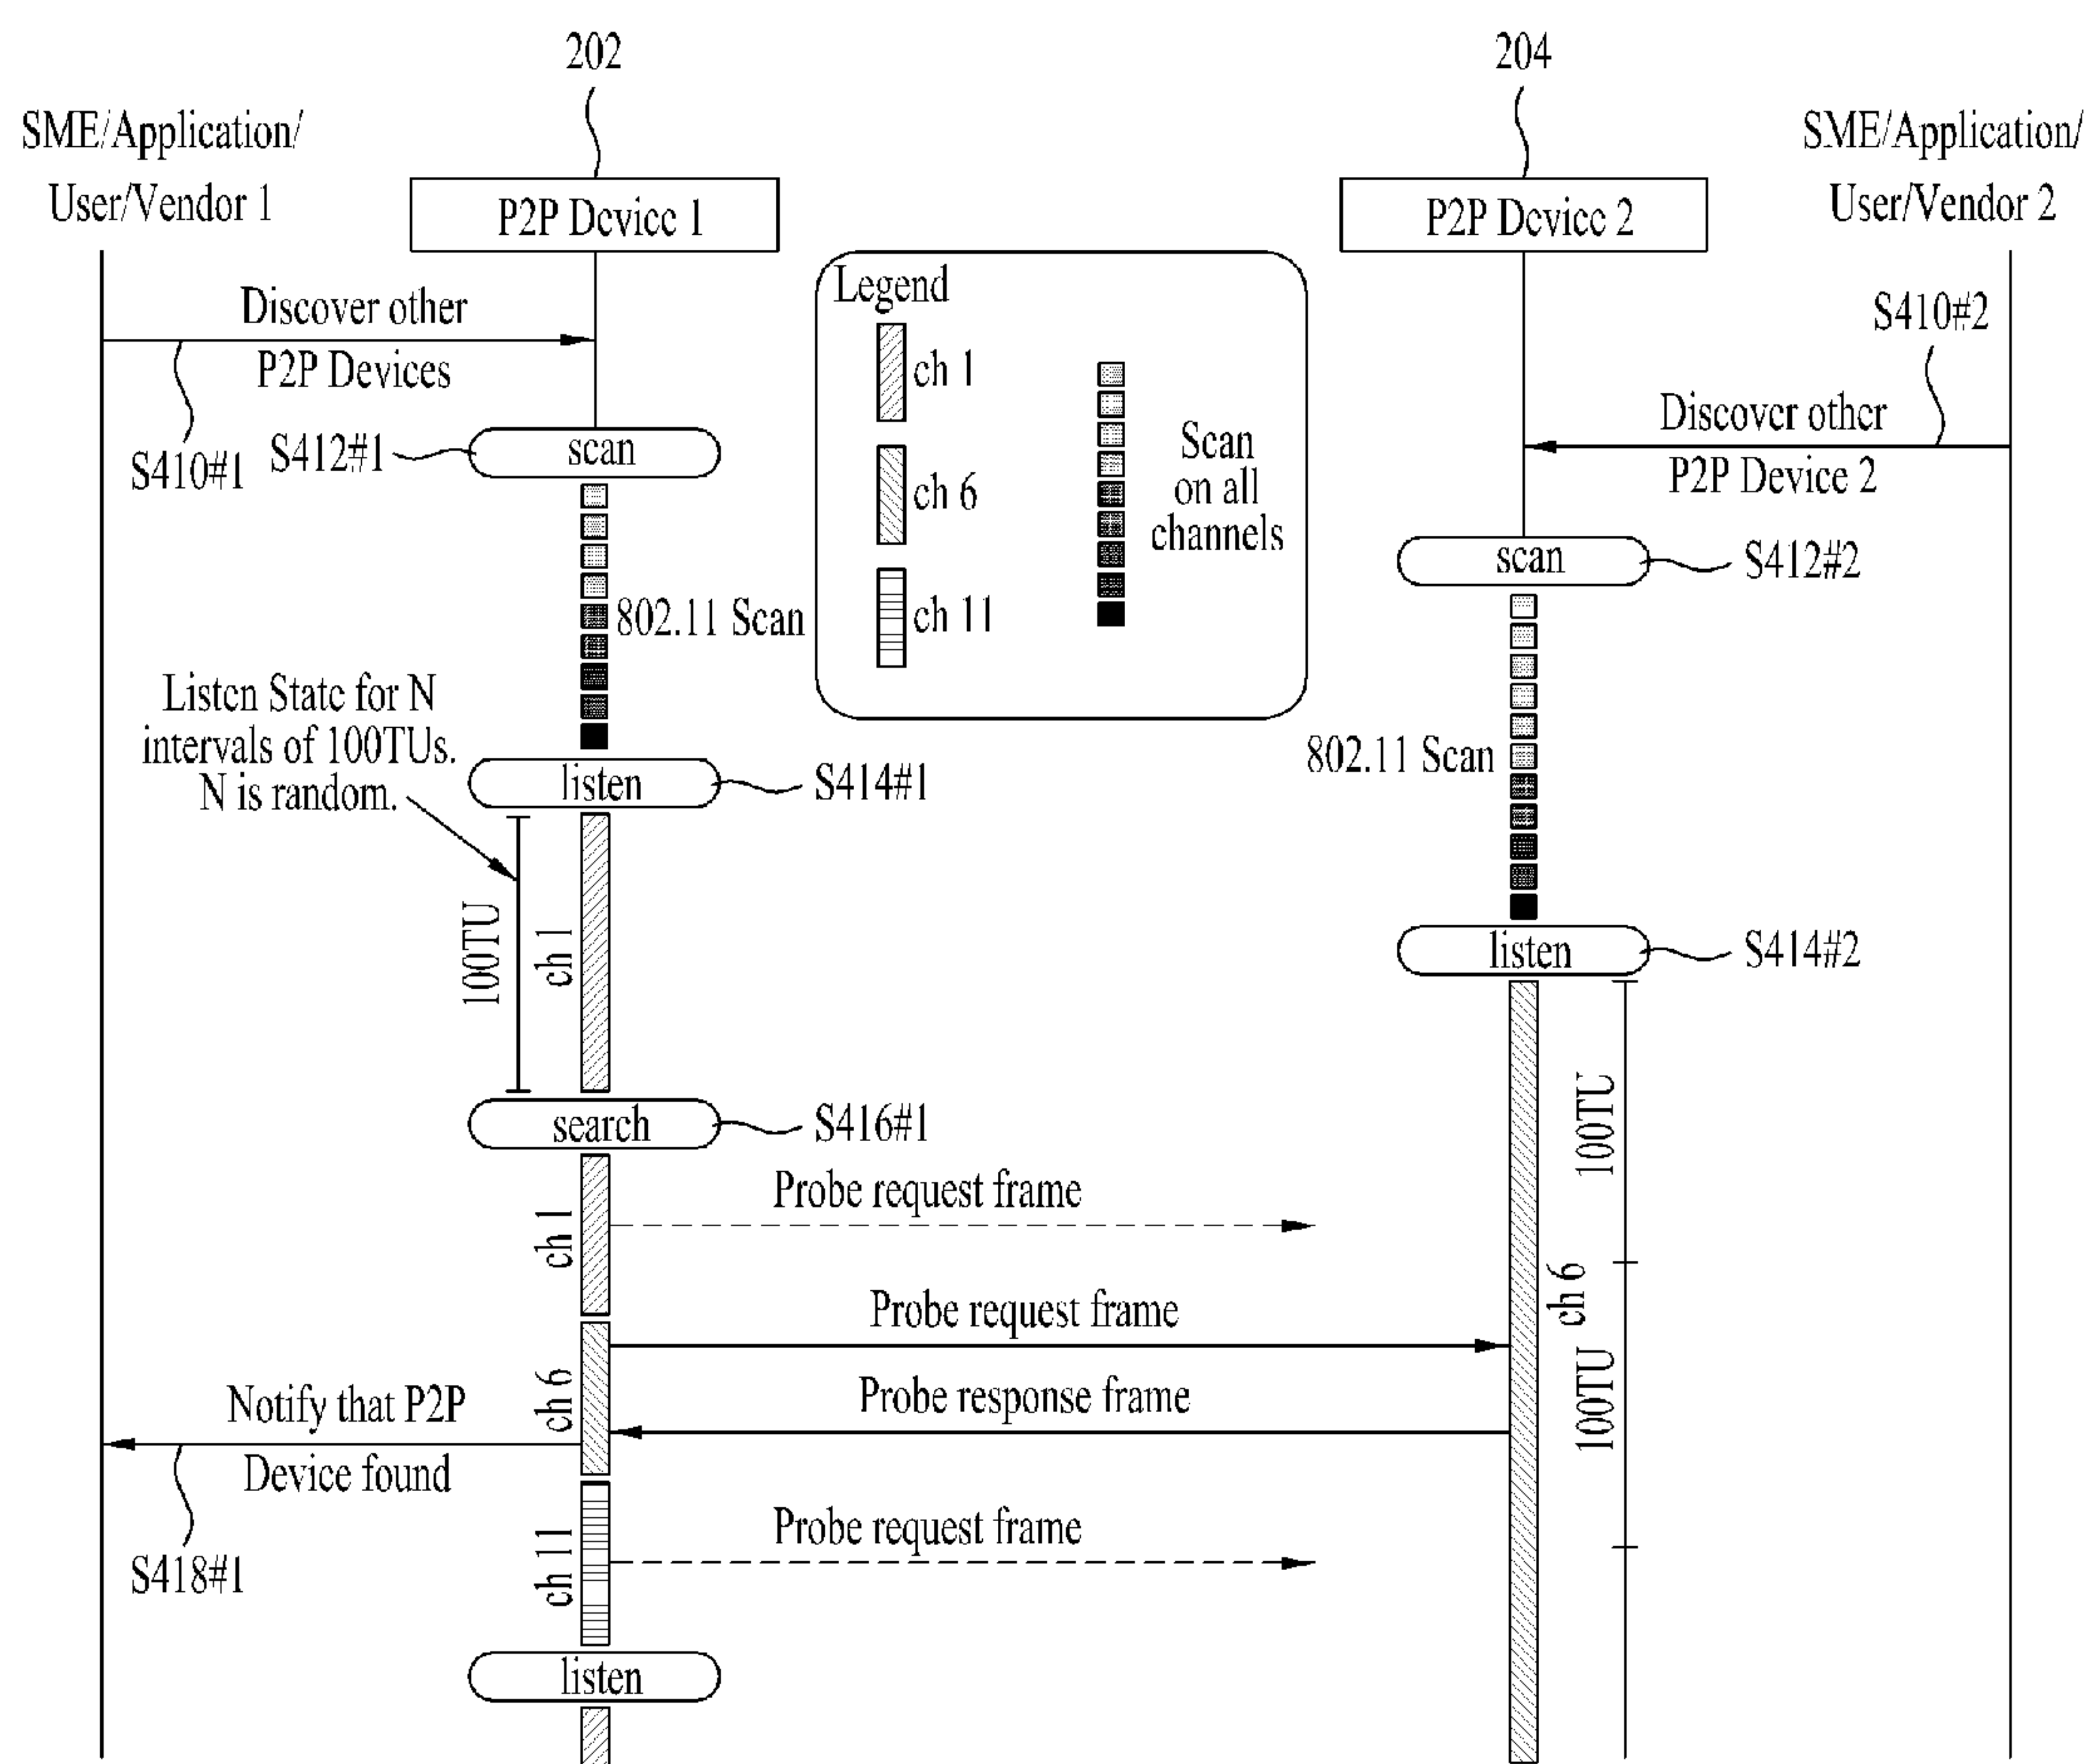 202
204
SME/Application/
User/Vendor 1
SME/Application/
User/Vendor 2
P2P Device 1
P2P Device 2
Legend
ch 1
ch 6
ch 11
Scan
on all
channels
Discover other
P2P Devices
S410#1
S410#2
Discover other
P2P Device 2
S412#1
scan
scan
S412#2
802.11 Scan
802.11 Scan
Listen State for N
intervals of 100TUs.
N is random.
listen
S414#1
listen
S414#2
100TU
ch 1
100TU
search
S416#1
ch 1
Probe request frame
ch 6
Probe request frame
100TU
ch 6
Probe response frame
Notify that P2P
Device found
S418#1
ch 11
Probe request frame
listen